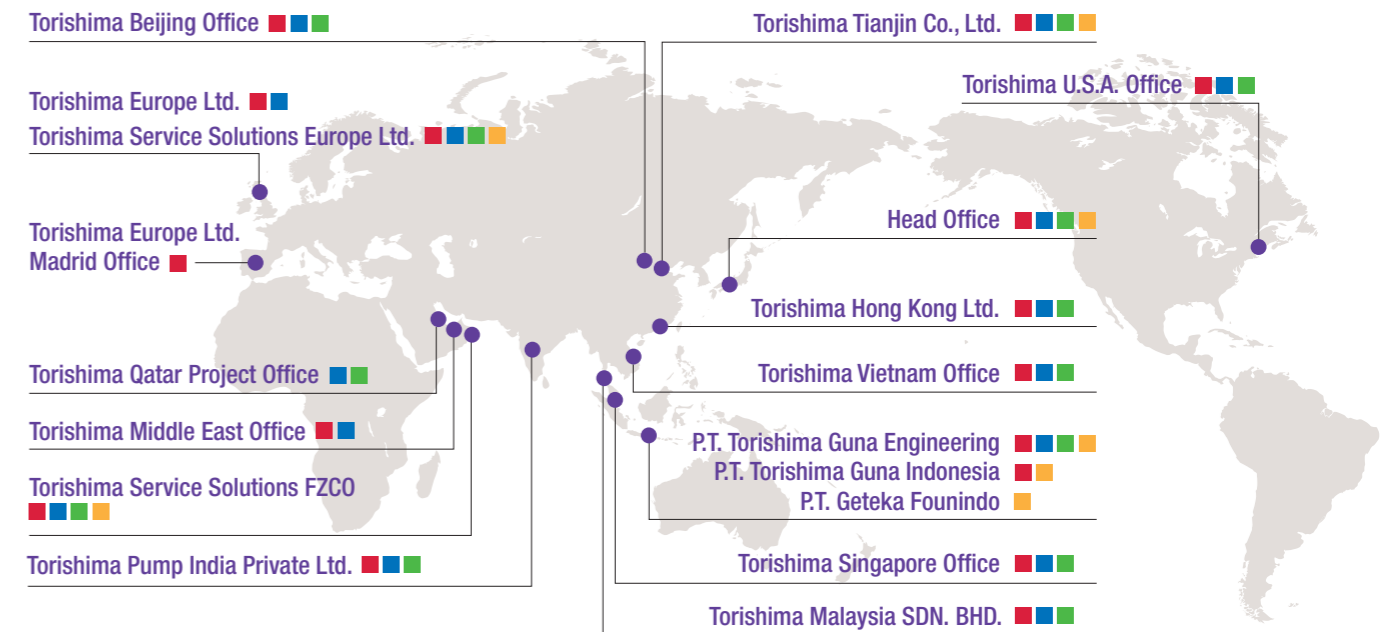 Torishima Beijing Office
Torishima Europe Ltd.
Torishima Service Solutions Europe Ltd.
Torishima Europe Ltd.
Madrid Office
Torishima Qatar Project Office
Torishima Middle East Office
Torishima Service Solutions FZCO
Torishima Pump India Private Ltd.
Torishima Tianjin Co., Ltd.
Torishima U.S.A. Office
Head Office
Torishima Hong Kong Ltd.
Torishima Vietnam Office
P.T. Torishima Guna Engineering
P.T. Torishima Guna Indonesia
P.T. Geteka Founindo
Torishima Singapore Office
Torishima Malaysia SDN. BHD.